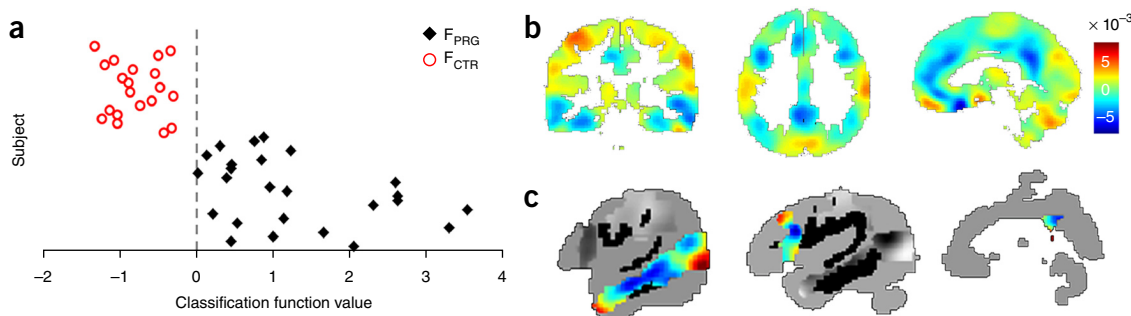 a
F_PRG
F_CTR
Subject
−2 −1 0 1 2 3 4
Classification function value
b
× 10⁻³
5
0
−5
c